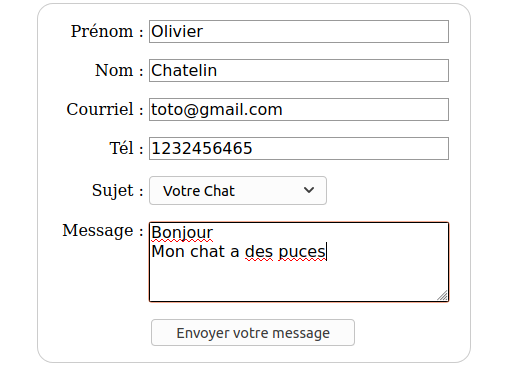 Prénom : Olivier
Nom : Chatelin
Courriel : toto@gmail.com
Tél : 1232456465
Sujet : Votre Chat
Message : Bonjour
Mon chat a des puces
Envoyer votre message